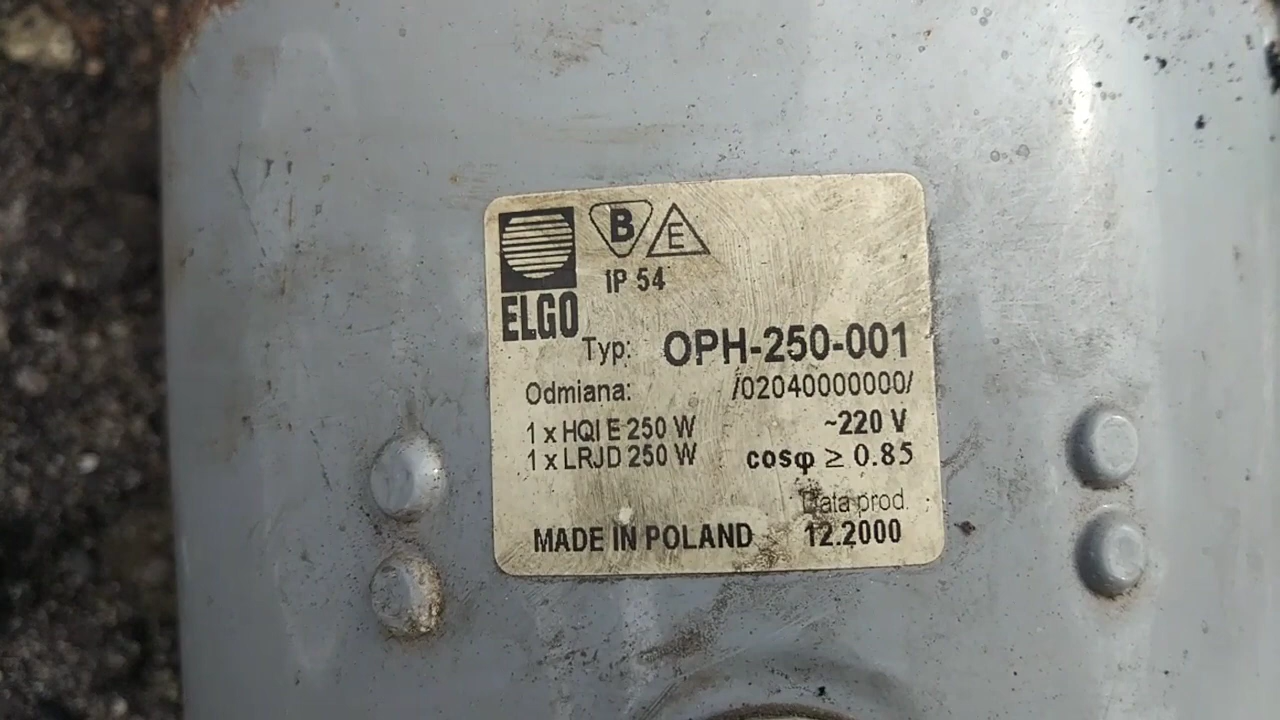 B E
IP 54
ELGO
Typ: OPH-250-001
Odmiana: /02040000000/
1 x HQI E 250 W ~220 V
1 x LRJD 250 W cosφ ≥ 0.85
Data prod.
MADE IN POLAND 12.2000